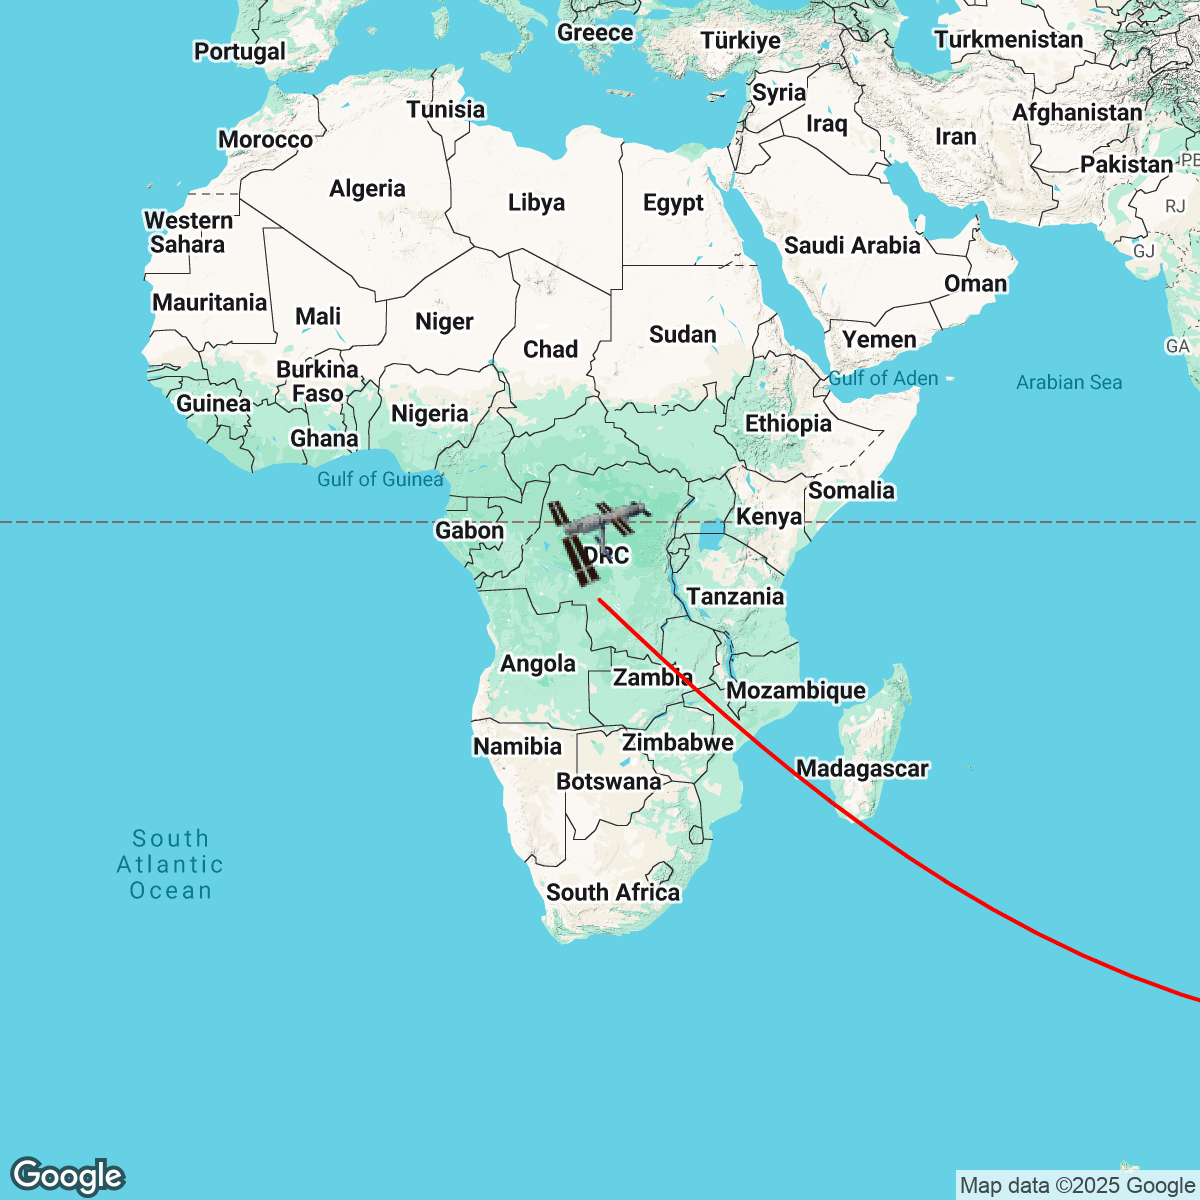 Portugal
Greece
Türkiye
Turkmenistan
Syria
Tunisia
Afghanistan
Iraq
Iran
Morocco
Pakistan
Algeria
Libya
Egypt
RJ
Western
Sahara
Saudi Arabia
GJ
Oman
Mauritania
Mali
Niger
Sudan
Yemen
GA
Chad
Burkina
Faso
Gulf of Aden
Arabian Sea
Guinea
Nigeria
Ethiopia
Ghana
Gulf of Guinea
Somalia
Kenya
Gabon
DRC
Tanzania
Angola
Zambia
Mozambique
Namibia
Zimbabwe
Madagascar
Botswana
South
Atlantic
Ocean
South Africa
Google
Map data ©2025 Google